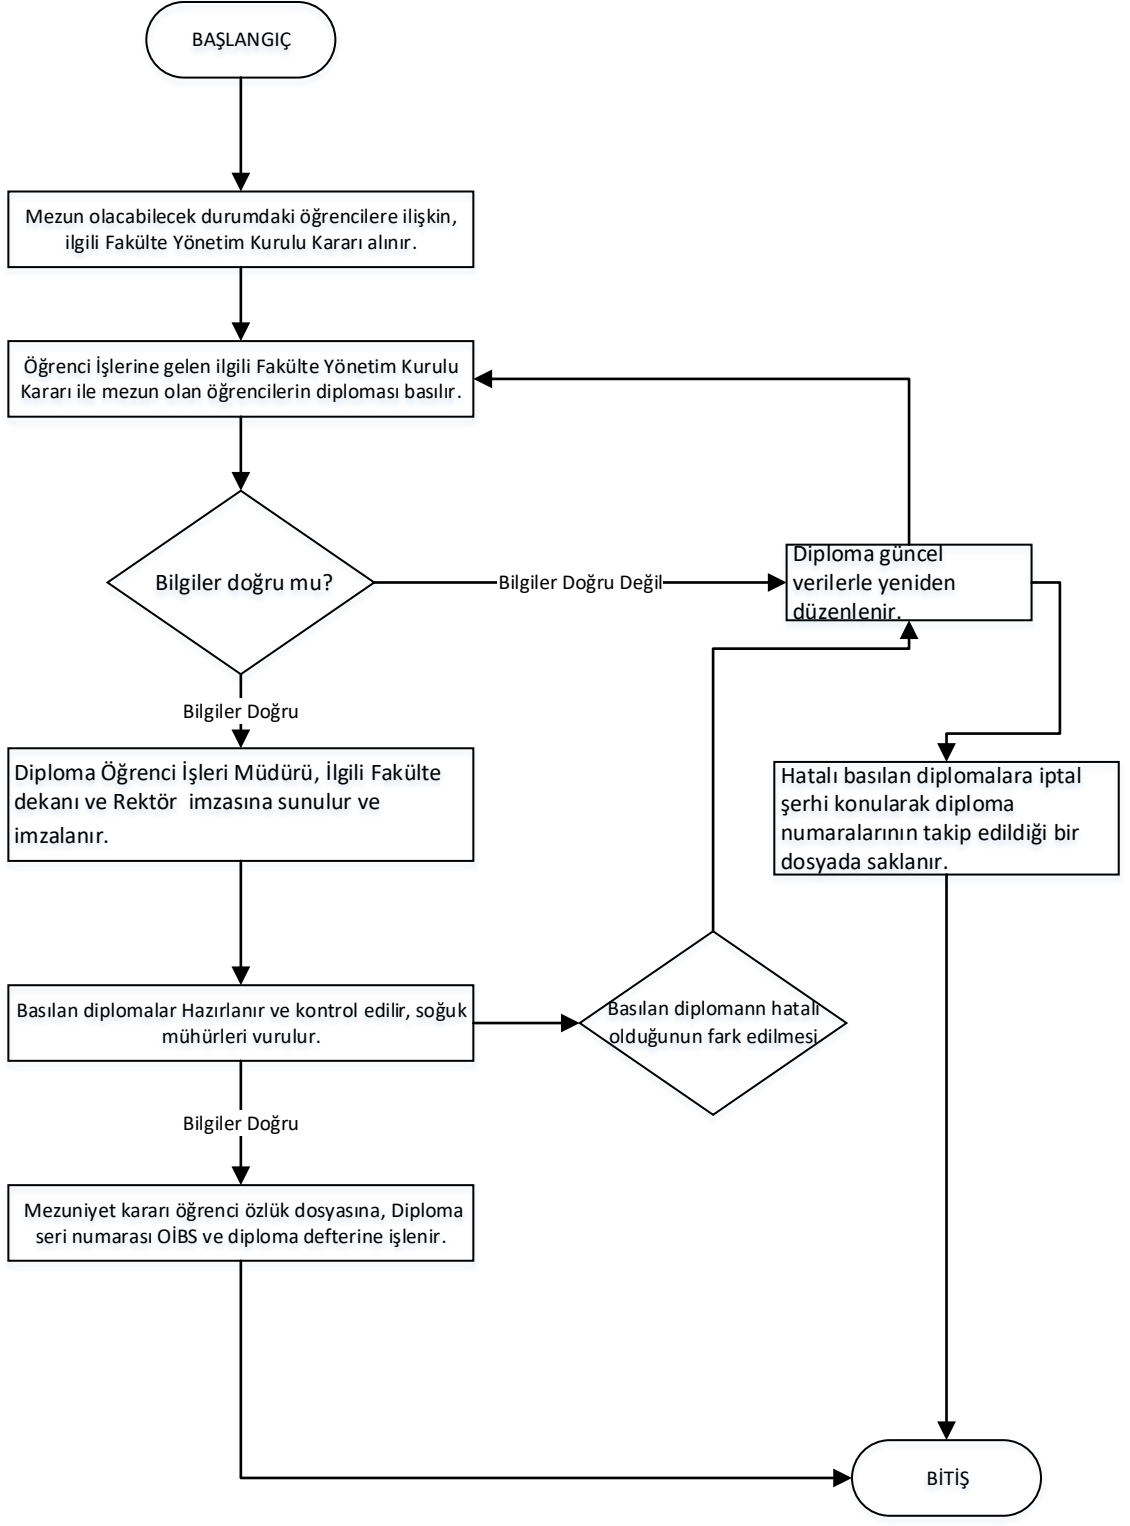 BAŞLANGIÇ
Mezun olacabilecek durumdaki öğrencilere ilişkin,
ilgili Fakülte Yönetim Kurulu Kararı alınır.
Öğrenci İşlerine gelen ilgili Fakülte Yönetim Kurulu
Kararı ile mezun olan öğrencilerin diploması basılır.
Bilgiler doğru mu?
Bilgiler Doğru Değil
Diploma güncel
verilerle yeniden
düzenlenir.
Bilgiler Doğru
Diploma Öğrenci İşleri Müdürü, İlgili Fakülte
dekanı ve Rektör imzasına sunulur ve
imzalanır.
Hatalı basılan diplomalara iptal
şerhi konularak diploma
numaralarının takip edildiği bir
dosyada saklanır.
Basılan diplomalar Hazırlanır ve kontrol edilir, soğuk
mühürleri vurulur.
Basılan diplomann hatalı
olduğunun fark edilmesi
Bilgiler Doğru
Mezuniyet kararı öğrenci özlük dosyasına, Diploma
seri numarası OİBS ve diploma defterine işlenir.
BİTİŞ